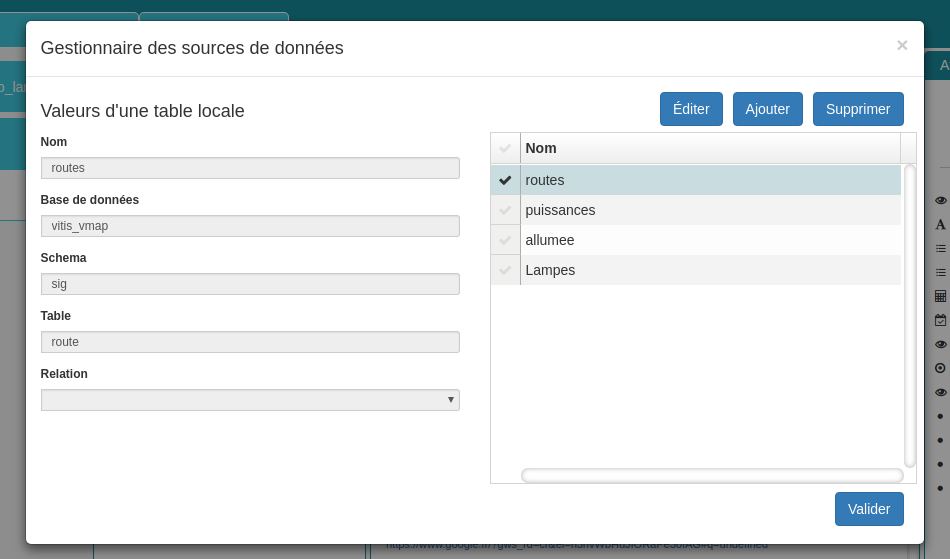 Gestionnaire des sources de données
×
Valeurs d'une table locale
Éditer
Ajouter
Supprimer
Nom
routes
Base de données
vitis_vmap
Schema
sig
Table
route
Relation
Nom
routes
puissances
allumee
Lampes
Valider